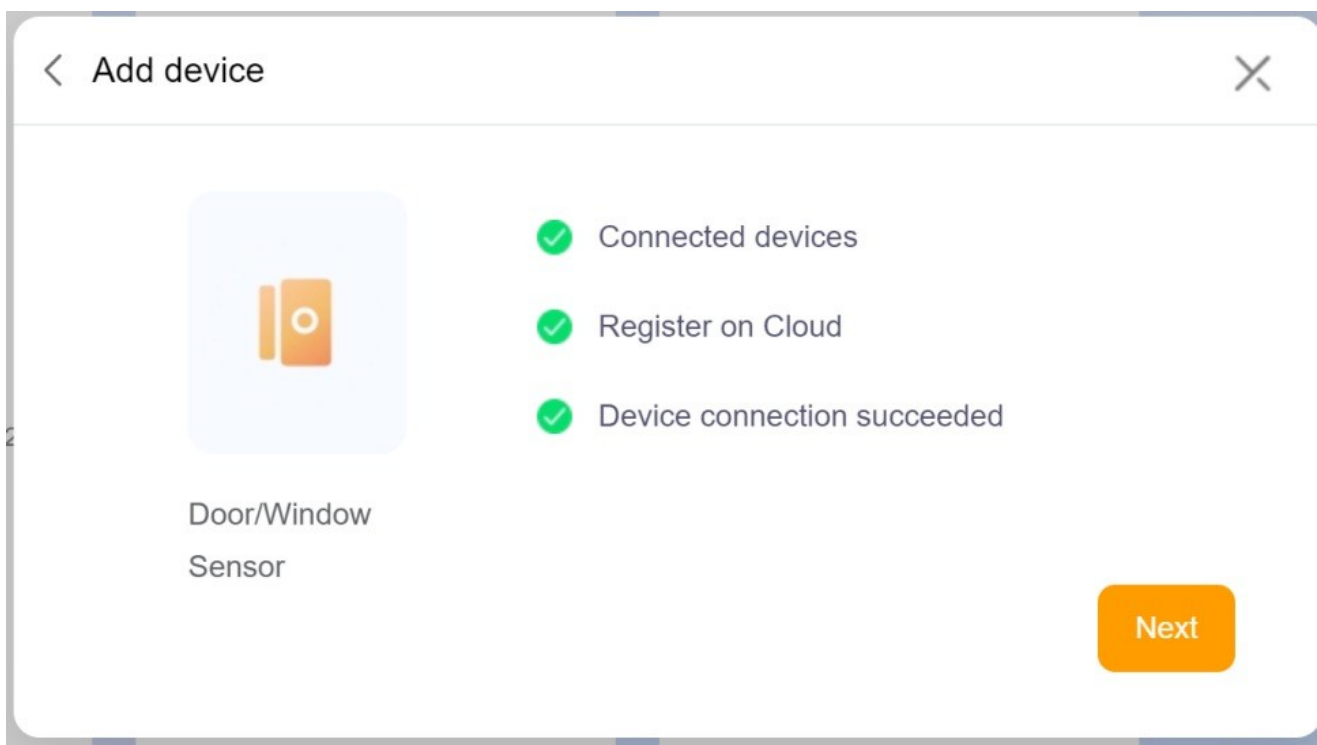 Add device
Connected devices
Register on Cloud
Device connection succeeded
Door/Window
Sensor
Next